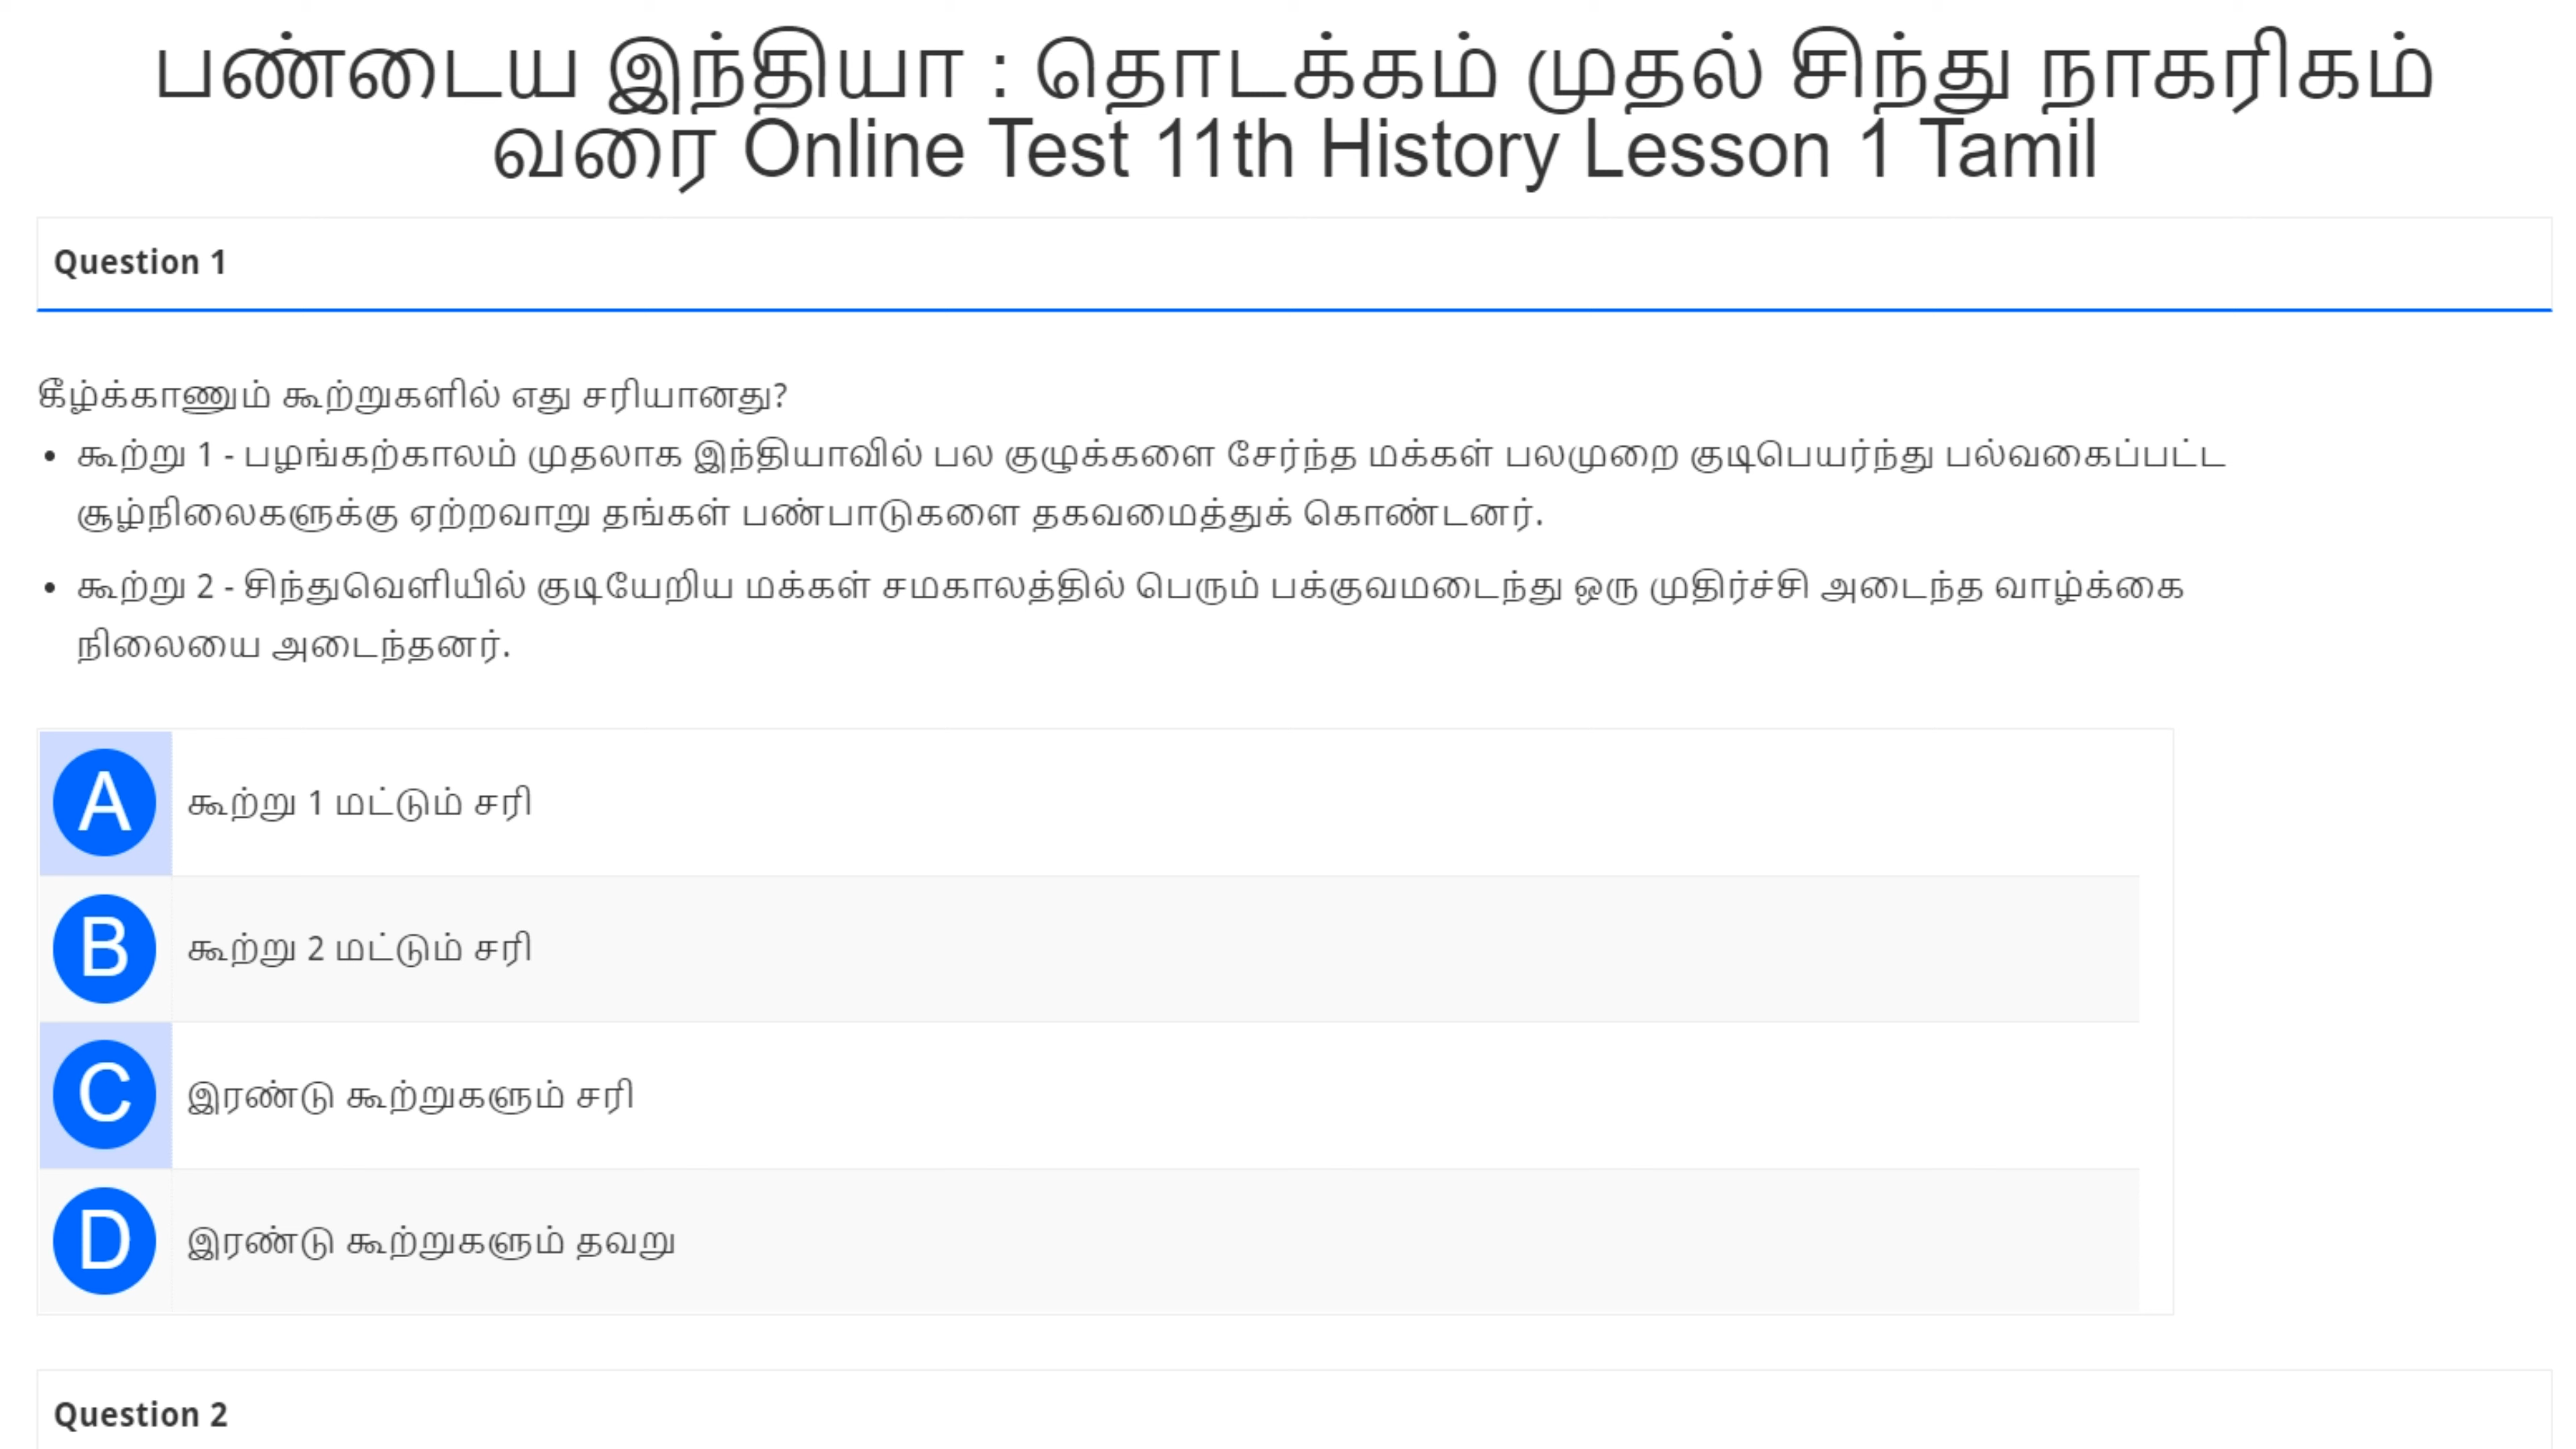 பண்டைய இந்தியா : தொடக்கம் முதல் சிந்து நாகரிகம்
வரை Online Test 11th History Lesson 1 Tamil
Question 1
கீழ்க்காணும் கூற்றுகளில் எது சரியானது?
• கூற்று 1 - பழங்கற்காலம் முதலாக இந்தியாவில் பல குழுக்களை சேர்ந்த மக்கள் பலமுறை குடிபெயர்ந்து பல்வகைப்பட்ட
சூழ்நிலைகளுக்கு ஏற்றவாறு தங்கள் பண்பாடுகளை தகவமைத்துக் கொண்டனர்.
• கூற்று 2 - சிந்துவெளியில் குடியேறிய மக்கள் சமகாலத்தில் பெரும் பக்குவமடைந்து ஒரு முதிர்ச்சி அடைந்த வாழ்க்கை
நிலையை அடைந்தனர்.
A கூற்று 1 மட்டும் சரி
B கூற்று 2 மட்டும் சரி
C இரண்டு கூற்றுகளும் சரி
D இரண்டு கூற்றுகளும் தவறு
Question 2